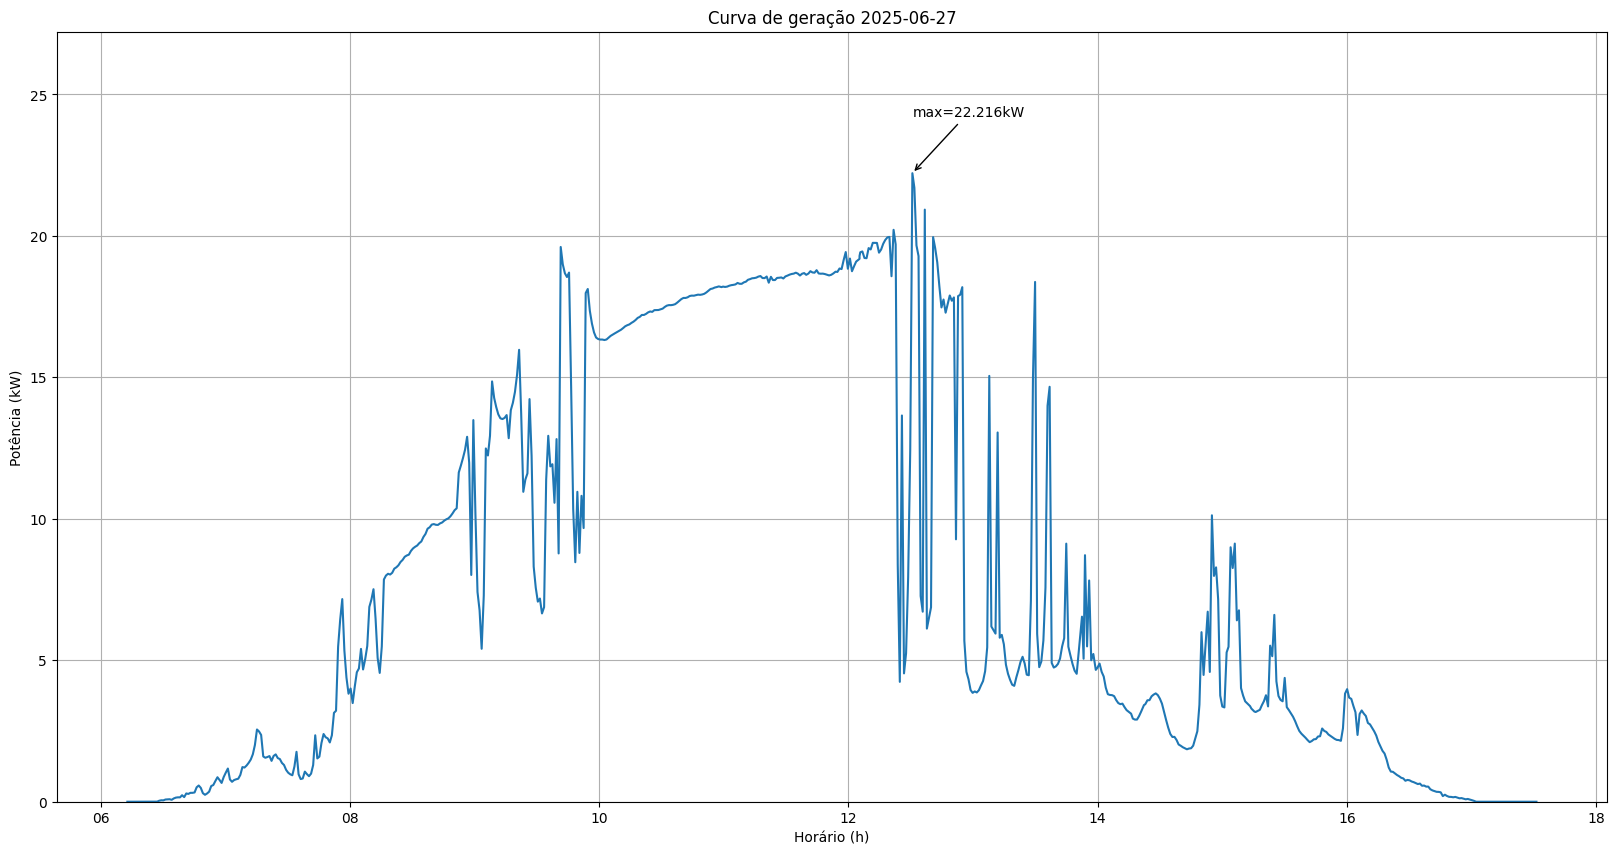 Curva de geração 2025-06-27
max=22.216kW
Potência (kW)
25
20
15
10
5
0
06 08 10 12 14 16 18
Horário (h)